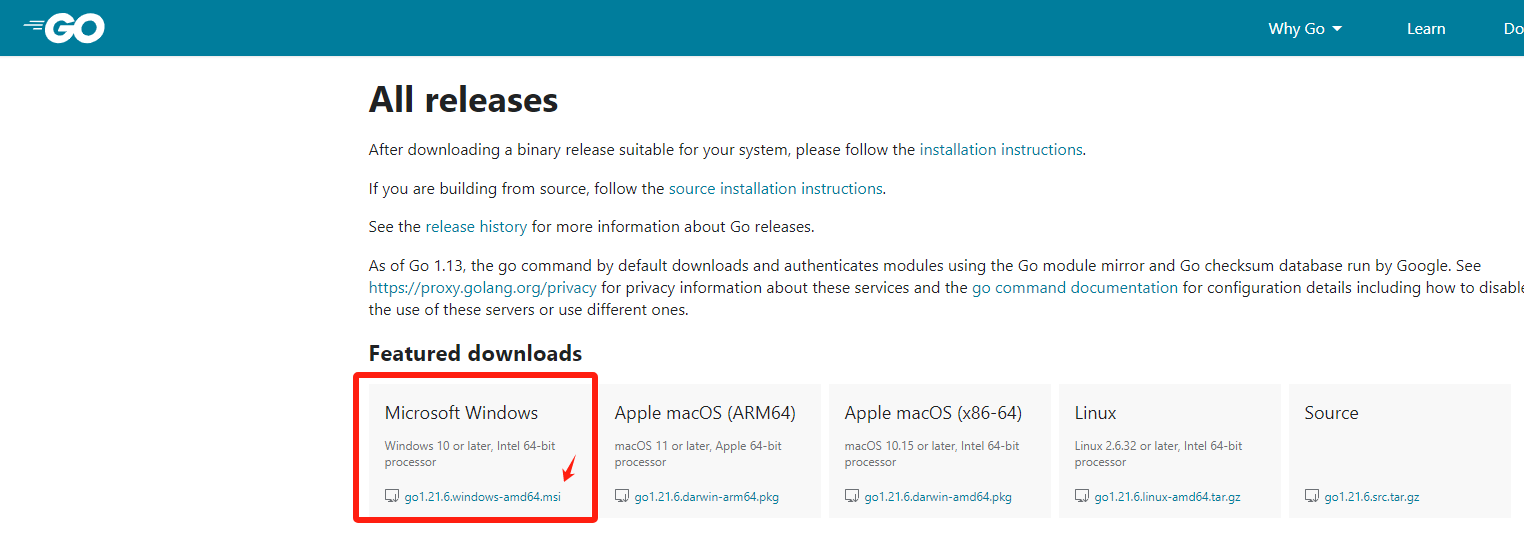 GO
Why Go
Learn
Do
All releases
After downloading a binary release suitable for your system, please follow the installation instructions.
If you are building from source, follow the source installation instructions.
See the release history for more information about Go releases.
As of Go 1.13, the go command by default downloads and authenticates modules using the Go module mirror and Go checksum database run by Google. See
https://proxy.golang.org/privacy for privacy information about these services and the go command documentation for configuration details including how to disable
the use of these servers or use different ones.
Featured downloads
Microsoft Windows
Windows 10 or later, Intel 64-bit
processor
go1.21.6.windows-amd64.msi
Apple macOS (ARM64)
macOS 11 or later, Apple 64-bit
processor
go1.21.6.darwin-arm64.pkg
Apple macOS (x86-64)
macOS 10.15 or later, Intel 64-bit
processor
go1.21.6.darwin-amd64.pkg
Linux
Linux 2.6.32 or later, Intel 64-bit
processor
go1.21.6.linux-amd64.tar.gz
Source
go1.21.6.src.tar.gz